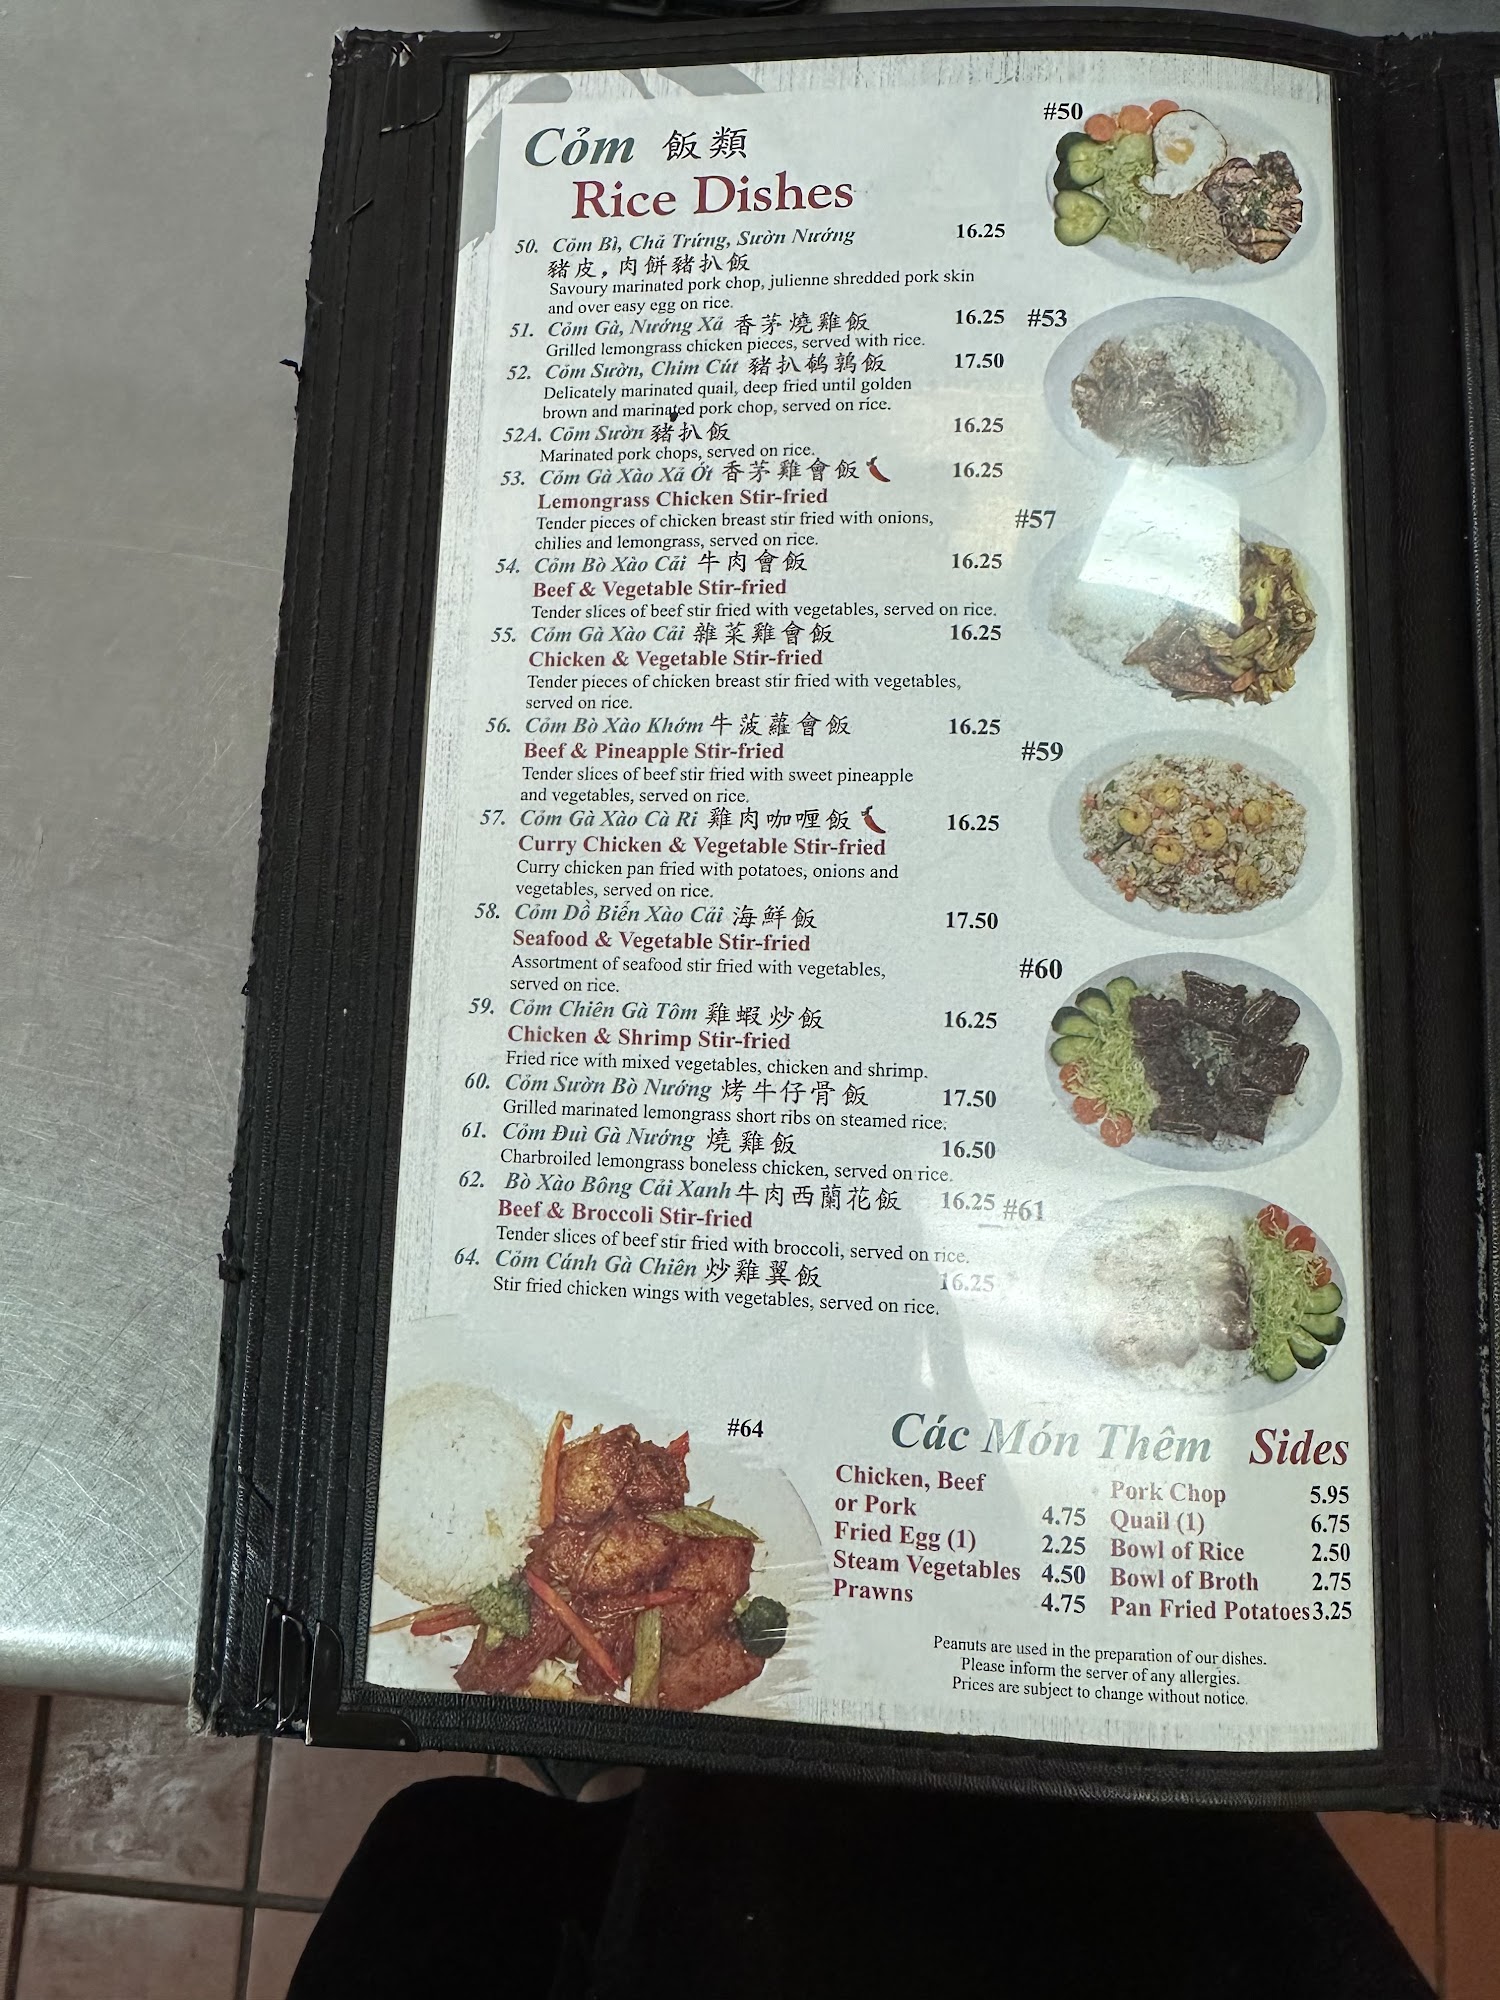 Cỏm 飯類
Rice Dishes
#50
50. Cỏm Bì, Chả Trứng, Sườn Nướng 16.25
豬皮，肉餅豬扒飯
Savoury marinated pork chop, julienne shredded pork skin
and over easy egg on rice.
51. Cỏm Gà, Nướng Xả 香茅燒雞飯 16.25 #53
Grilled lemongrass chicken pieces, served with rice.
52. Cỏm Sườn, Chim Cút 豬扒鵪鶉飯 17.50
Delicately marinated quail, deep fried until golden
brown and marinated pork chop, served on rice.
52A. Cỏm Sườn 豬扒飯 16.25
Marinated pork chops, served on rice.
53. Cỏm Gà Xào Xả Ớt 香茅雞會飯 16.25
Lemongrass Chicken Stir-fried
Tender pieces of chicken breast stir fried with onions, #57
chilies and lemongrass, served on rice.
54. Cỏm Bò Xào Cải 牛肉會飯 16.25
Beef & Vegetable Stir-fried
Tender slices of beef stir fried with vegetables, served on rice.
55. Cỏm Gà Xào Cải 雜菜雞會飯 16.25
Chicken & Vegetable Stir-fried
Tender pieces of chicken breast stir fried with vegetables,
served on rice.
56. Cỏm Bò Xào Khớm 牛菠蘿會飯 16.25
Beef & Pineapple Stir-fried #59
Tender slices of beef stir fried with sweet pineapple
and vegetables, served on rice.
57. Cỏm Gà Xào Cà Ri 雞肉咖喱飯 16.25
Curry Chicken & Vegetable Stir-fried
Curry chicken pan fried with potatoes, onions and
vegetables, served on rice.
58. Cỏm Dồ Biển Xào Cải 海鮮飯 17.50
Seafood & Vegetable Stir-fried
Assortment of seafood stir fried with vegetables, #60
served on rice.
59. Cỏm Chiên Gà Tôm 雞蝦炒飯 16.25
Chicken & Shrimp Stir-fried
Fried rice with mixed vegetables, chicken and shrimp.
60. Cỏm Sườn Bò Nướng 烤牛仔骨飯 17.50
Grilled marinated lemongrass short ribs on steamed rice.
61. Cỏm Đuì Gà Nướng 燒雞飯 16.50
Charbroiled lemongrass boneless chicken, served on rice.
62. Bò Xào Bông Cải Xanh 牛肉西蘭花飯 16.25 #61
Beef & Broccoli Stir-fried
Tender slices of beef stir fried with broccoli, served on rice.
64. Cỏm Cánh Gà Chiên 炒雞翼飯 16.25
Stir fried chicken wings with vegetables, served on rice.
#64
Các Món Thêm Sides
Chicken, Beef
or Pork 4.75
Fried Egg (1) 2.25
Steam Vegetables 4.50
Prawns 4.75
Pork Chop 5.95
Quail (1) 6.75
Bowl of Rice 2.50
Bowl of Broth 2.75
Pan Fried Potatoes 3.25
Peanuts are used in the preparation of our dishes.
Please inform the server of any allergies.
Prices are subject to change without notice.